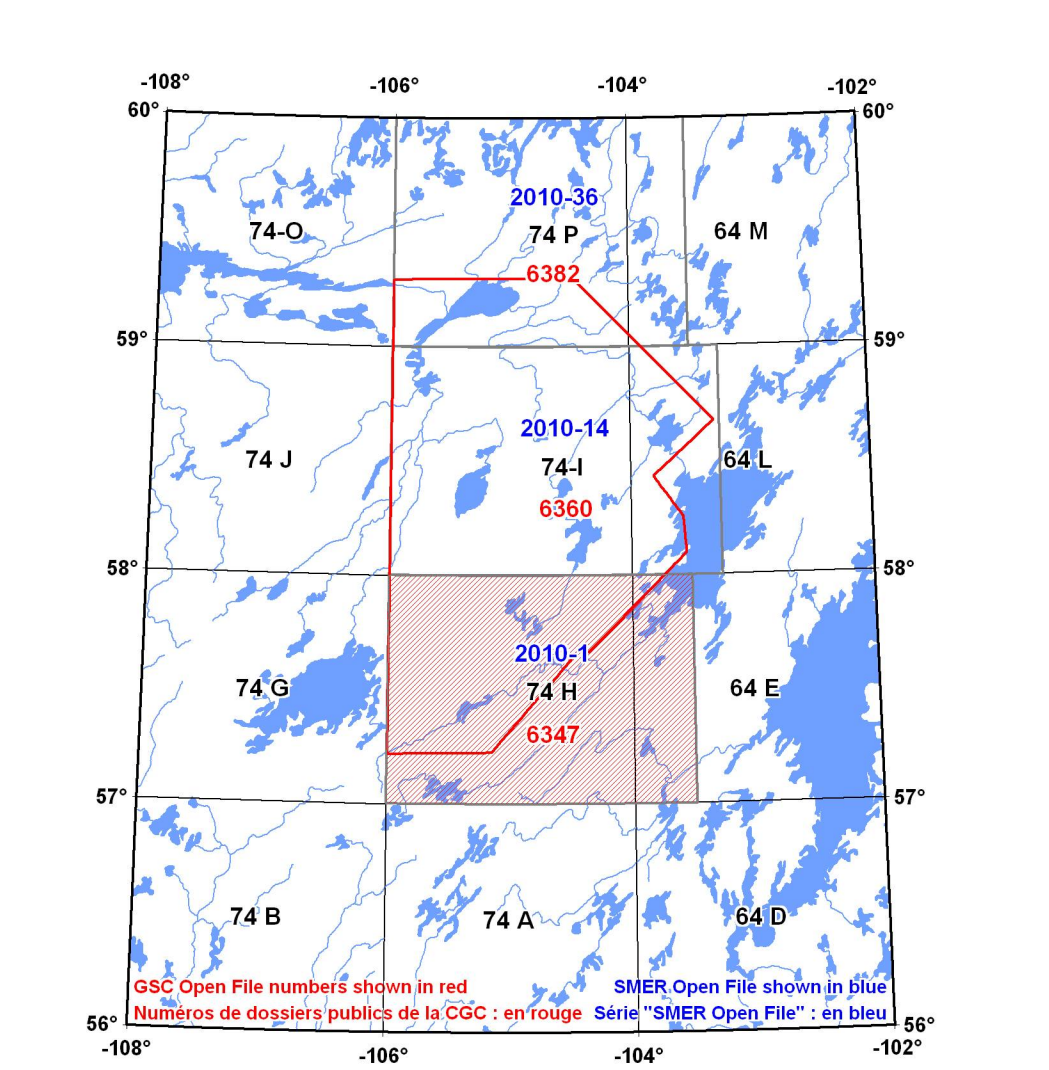 -108° -106° -104° -102°
60° 60°
2010-36
74-O 74 P 64 M
6382
59° 59°
2010-14
74 J 74-I 64 L
6360
58° 58°
2010-1
74 G 74 H 64 E
6347
57° 57°
74 B 74 A 64 D
GSC Open File numbers shown in red SMER Open File shown in blue
Numéros de dossiers publics de la CGC : en rouge Série "SMER Open File" : en bleu
56° 56°
-108° -106° -104° -102°